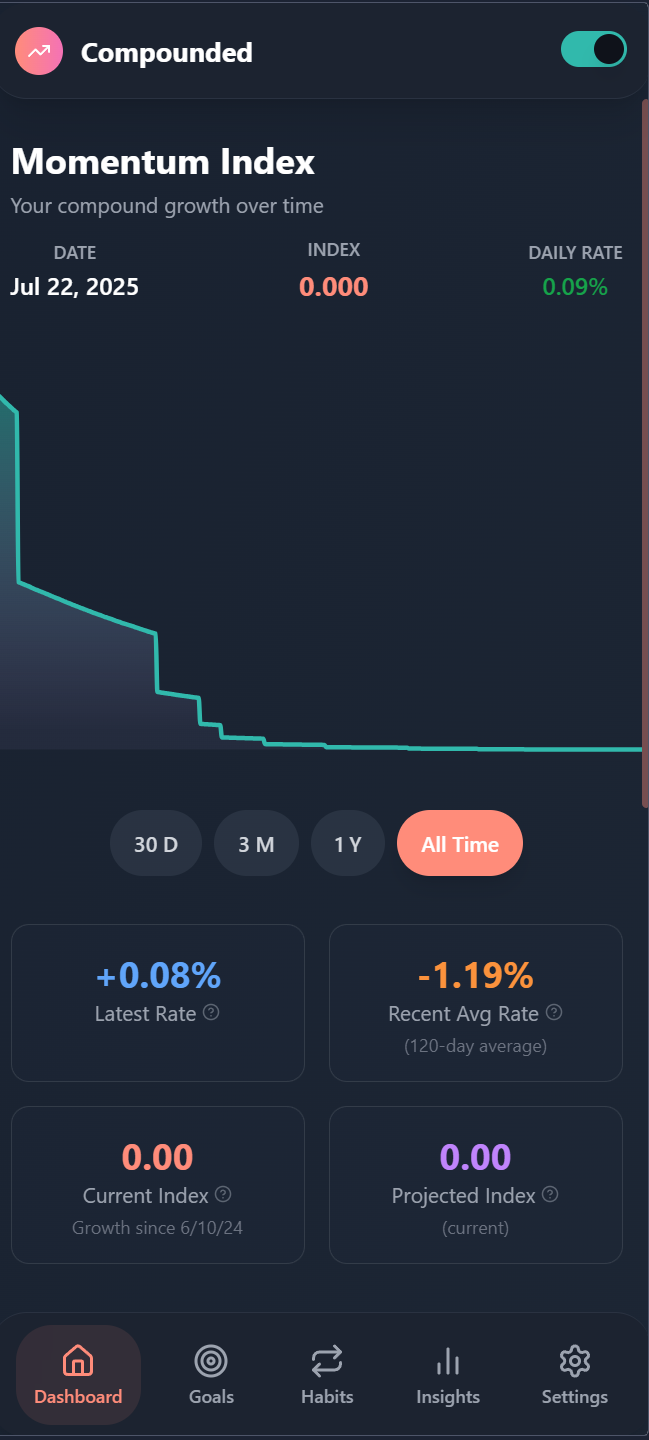 Compounded
Momentum Index
Your compound growth over time
DATE
INDEX
DAILY RATE
Jul 22, 2025
0.000
0.09%
30 D
3 M
1 Y
All Time
+0.08%
Latest Rate
-1.19%
Recent Avg Rate
(120-day average)
0.00
Current Index
Growth since 6/10/24
0.00
Projected Index
(current)
Dashboard
Goals
Habits
Insights
Settings